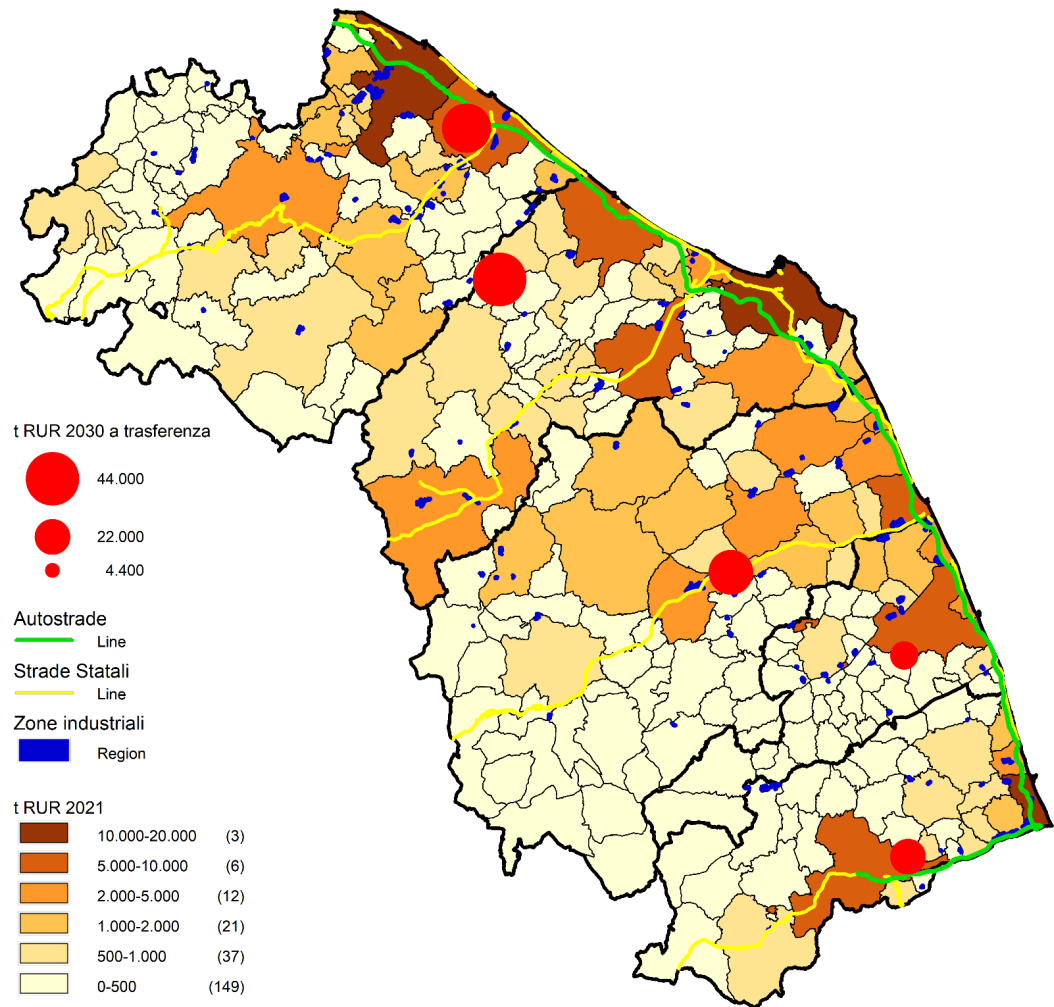 t RUR 2030 a trasferenza
44.000
22.000
4.400
Autostrade
Line
Strade Statali
Line
Zone industriali
Region
t RUR 2021
10.000-20.000 (3)
5.000-10.000 (6)
2.000-5.000 (12)
1.000-2.000 (21)
500-1.000 (37)
0-500 (149)